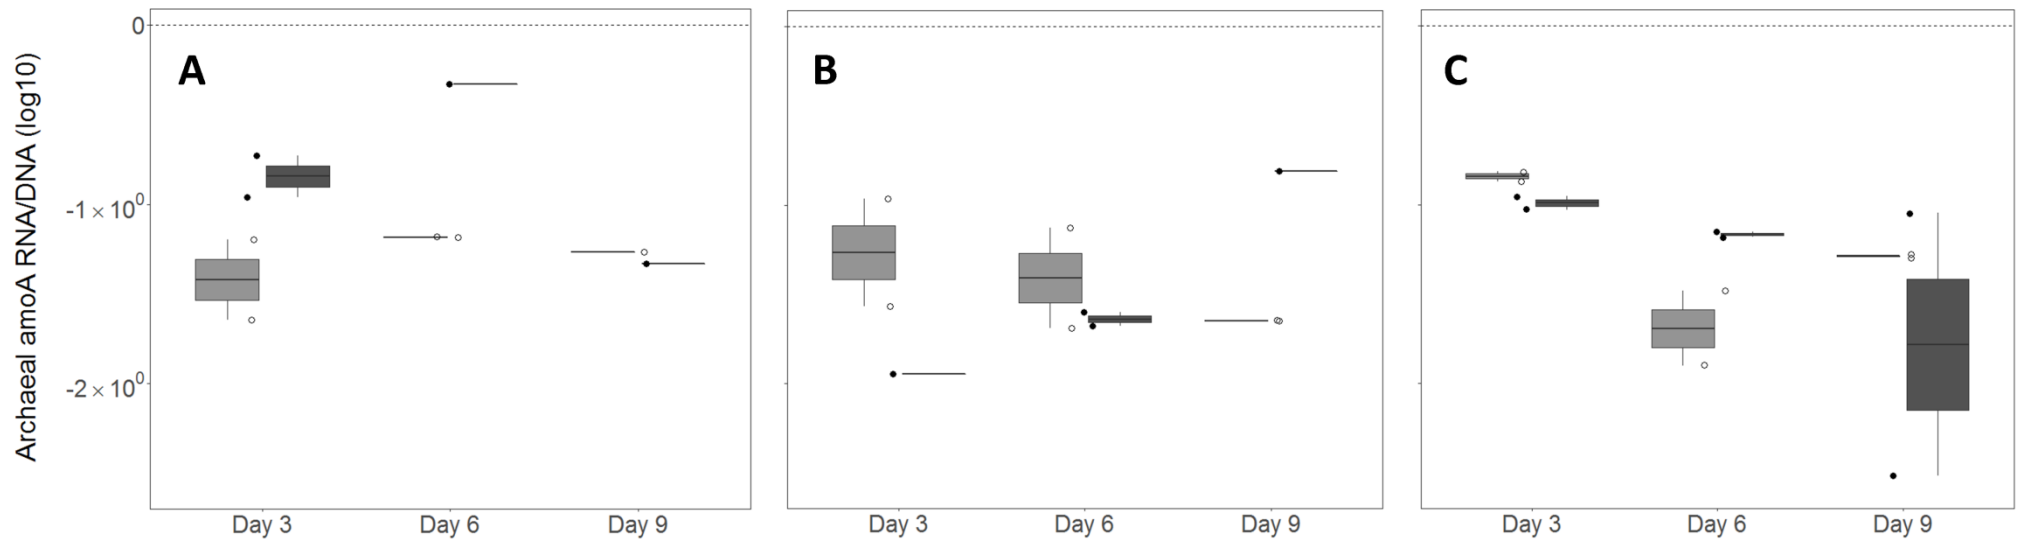 Archaeal amoA RNA/DNA (log10)
0
-1 × 10⁰
-2 × 10⁰
A
B
C
Day 3
Day 6
Day 9
Day 3
Day 6
Day 9
Day 3
Day 6
Day 9